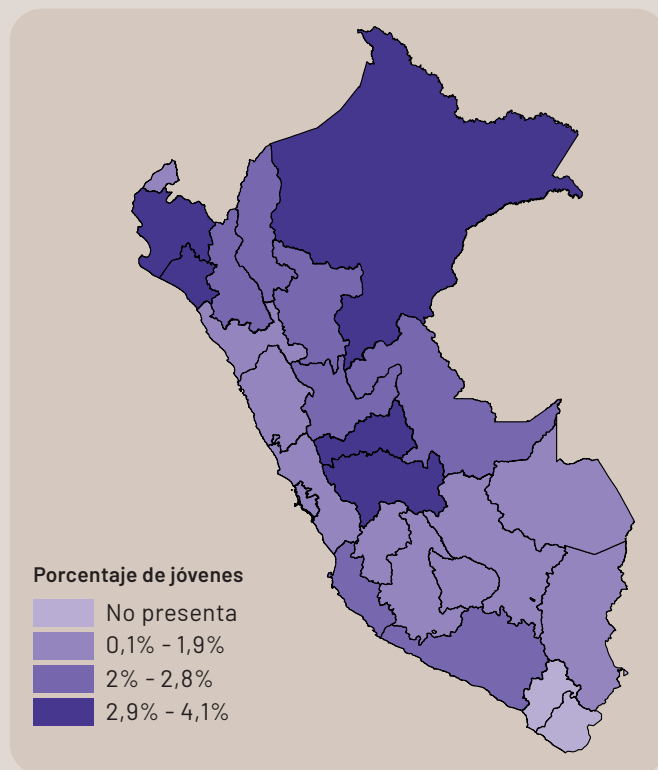 Porcentaje de jóvenes
No presenta
0,1% - 1,9%
2% - 2,8%
2,9% - 4,1%